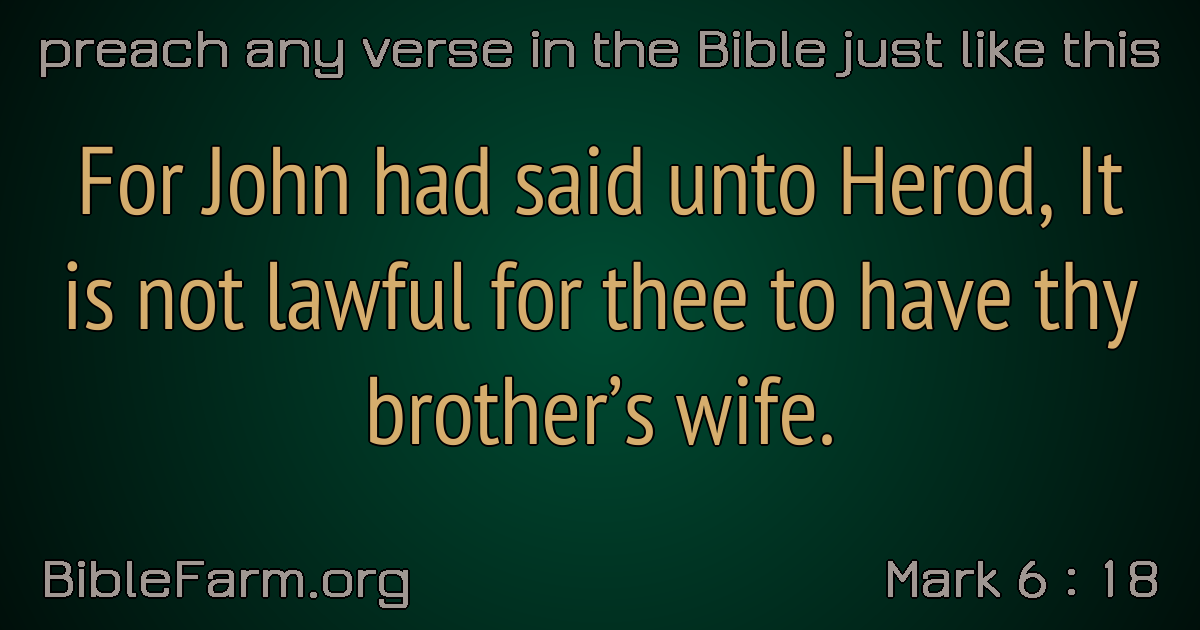 preach any verse in the Bible just like this
For John had said unto Herod, It
is not lawful for thee to have thy
brother’s wife.
BibleFarm.org
Mark 6 : 18